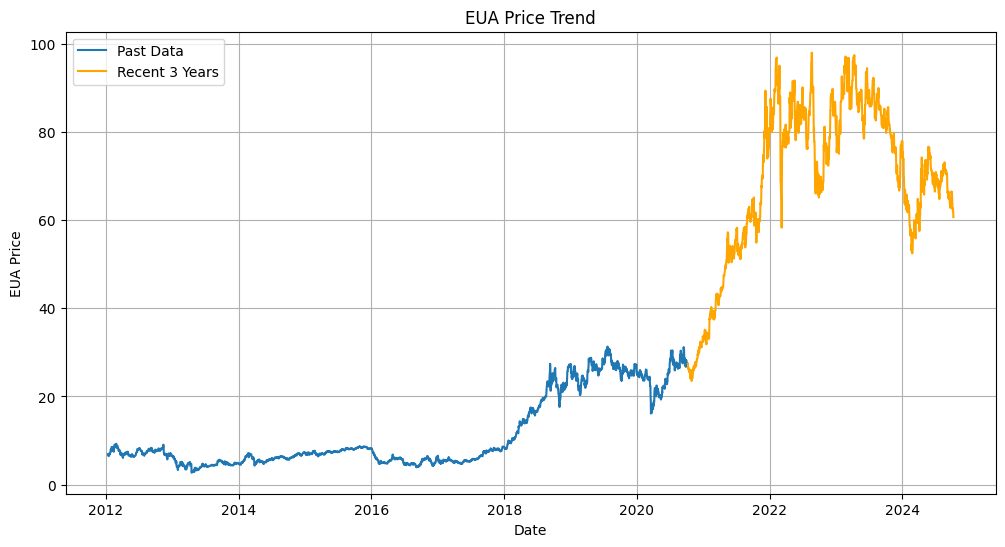 EUA Price Trend
Past Data
Recent 3 Years
100
80
60
40
20
0
EUA Price
2012 2014 2016 2018 2020 2022 2024
Date